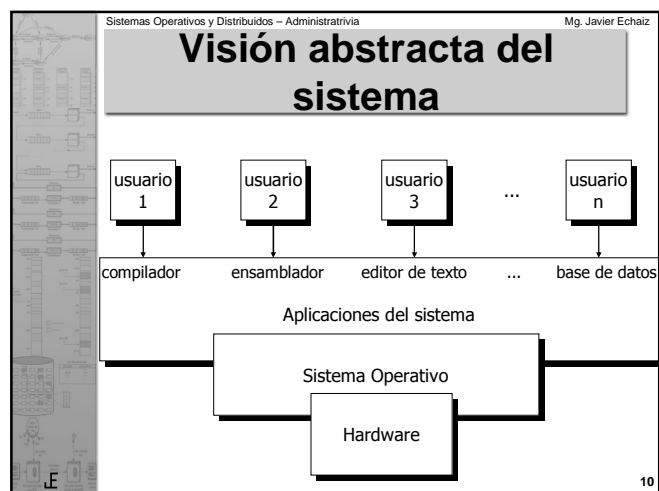 Sistemas Operativos y Distribuidos – Administratrivia Mg. Javier Echaiz
Visión abstracta del
sistema
usuario 1
usuario 2
usuario 3
...
usuario n
compilador ensamblador editor de texto ... base de datos
Aplicaciones del sistema
Sistema Operativo
Hardware
JE
10